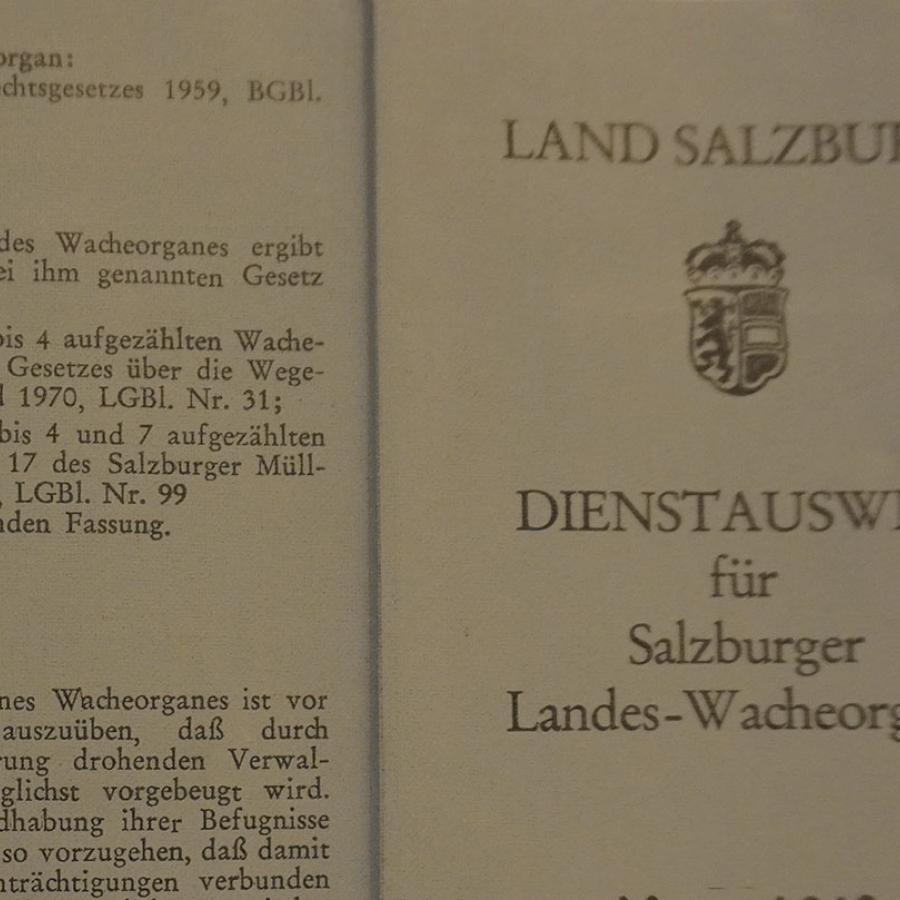 organ:
chtsgesetzes 1959, BGBl.
des Wacheorganes ergibt
ei ihm genannten Gesetz
bis 4 aufgezählten Wache-
Gesetzes über die Wege-
1970, LGBl. Nr. 31;
bis 4 und 7 aufgezählten
17 des Salzburger Müll-
, LGBl. Nr. 99
nden Fassung.
nes Wacheorganes ist vor
auszuüben, daß durch
rung drohenden Verwal-
glichst vorgebeugt wird.
dhabung ihrer Befugnisse
so vorzugehen, daß damit
nträchtigungen verbunden
LAND SALZBUR
DIENSTAUSWE
für
Salzburger
Landes-Wacheorg